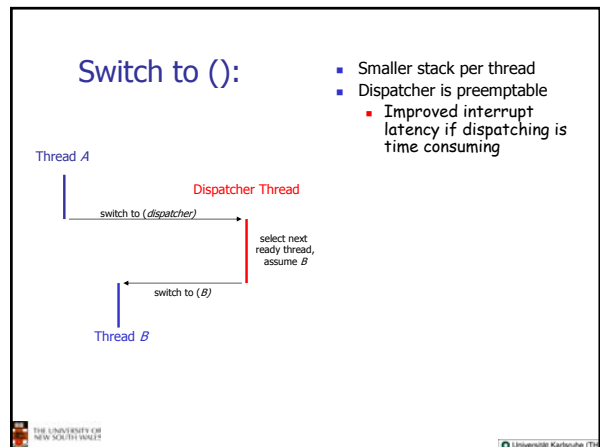 Switch to ():
Smaller stack per thread
Dispatcher is preemptable
Improved interrupt
latency if dispatching is
time consuming
Thread A
Dispatcher Thread
switch to (dispatcher)
select next
ready thread,
assume B
switch to (B)
Thread B
THE UNIVERSITY OF
NEW SOUTH WALES
Universität Karlsruhe (TH